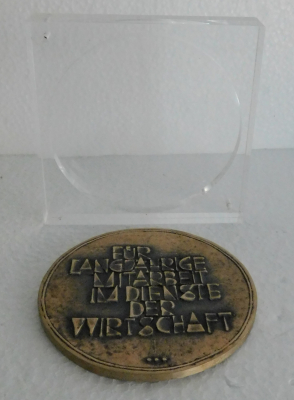 FÜR
LANGJÄHRIGE
MITARBEIT
IM DIENSTE
DER
WIRTSCHAFT